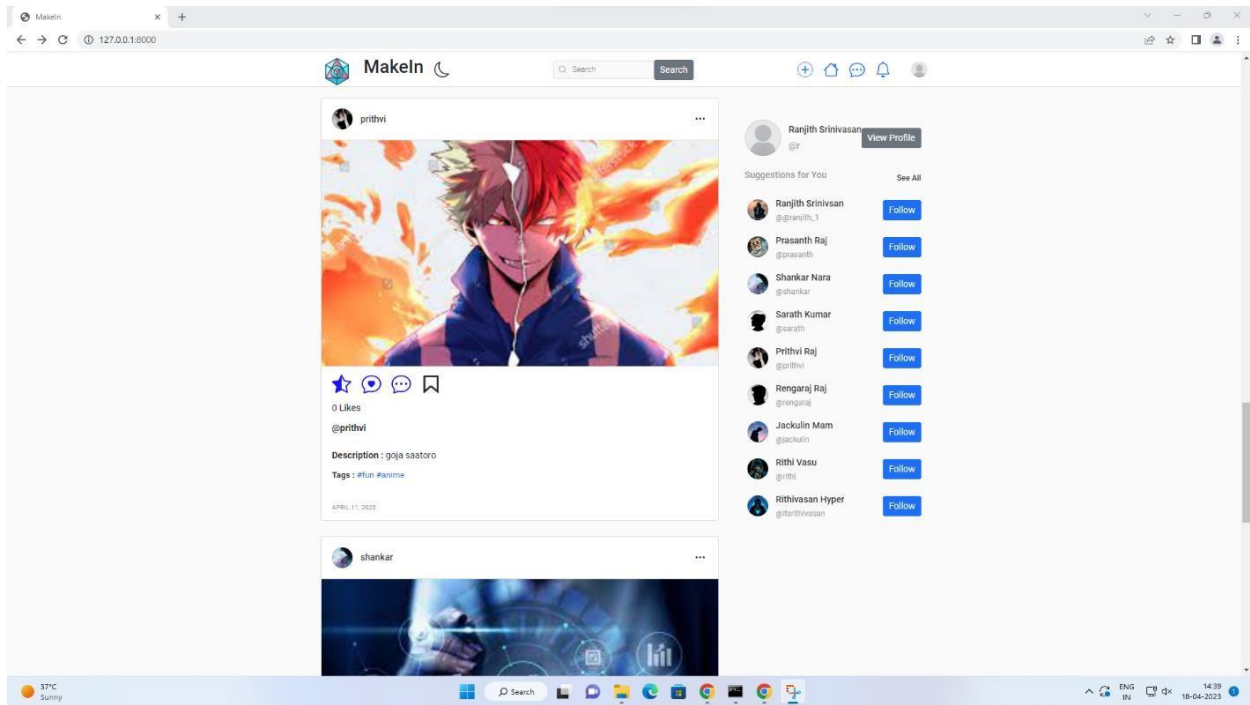 MakeIn
127.0.0.1:8000
MakeIn
Search
Search
prithvi
shutterstock
0 Likes
@prithvi
Description : goja saatoro
Tags : #fun #anime
APRIL 11, 2023
shankar
Ranjith Srinivasan
@r
View Profile
Suggestions for You
See All
Ranjith Srinivsan
@@ranjith_1
Follow
Prasanth Raj
@prasanth
Follow
Shankar Nara
@shankar
Follow
Sarath Kumar
@sarath
Follow
Prithvi Raj
@prithvi
Follow
Rengaraj Raj
@rengaraj
Follow
Jackulin Mam
@jackulin
Follow
Rithi Vasu
@rithi
Follow
Rithivasan Hyper
@itsrithivasan
Follow
37°C
Sunny
Search
ENG
IN
14:39
18-04-2023